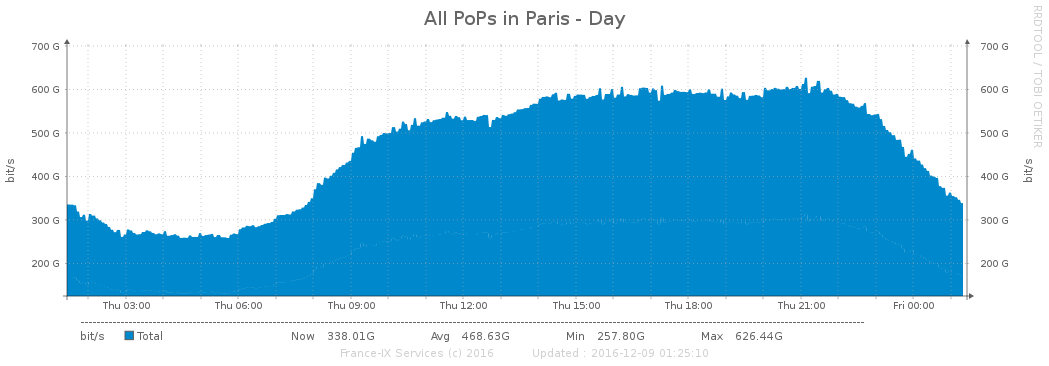 All PoPs in Paris - Day
RRDTOOL / TOBI OETIKER
700 G 700 G
600 G 600 G
500 G 500 G
400 G 400 G
300 G 300 G
200 G 200 G
bit/s bit/s
Thu 03:00 Thu 06:00 Thu 09:00 Thu 12:00 Thu 15:00 Thu 18:00 Thu 21:00 Fri 00:00
bit/s Total Now 338.01G Avg 468.63G Min 257.80G Max 626.44G
France-IX Services (c) 2016 Updated : 2016-12-09 01:25:10